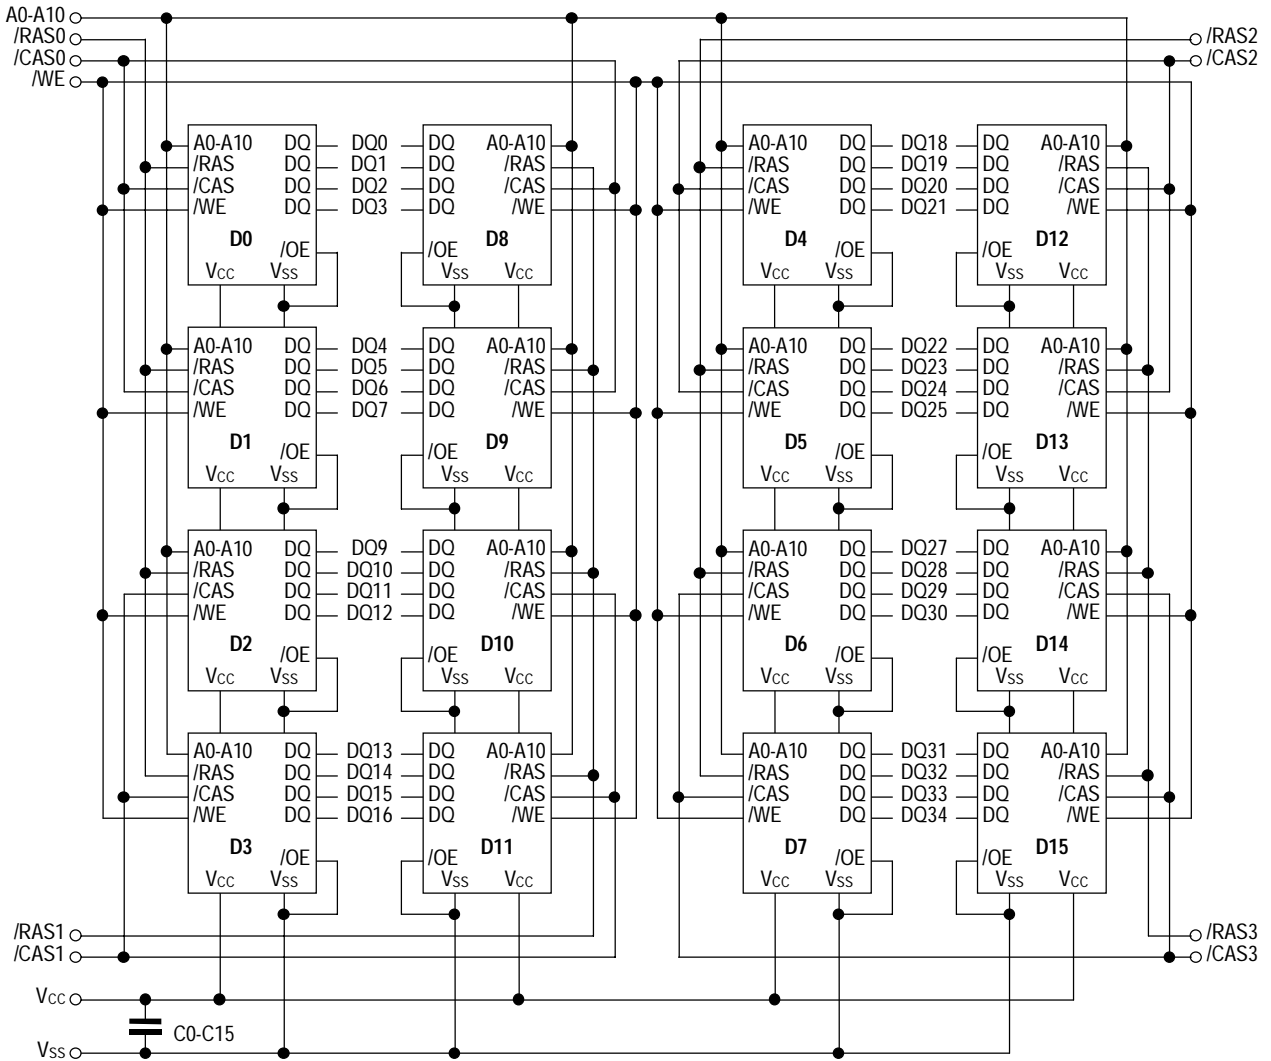 A0-A10
/RAS0 /RAS2
/CAS0 /CAS2
/WE
A0-A10 DQ DQ0 DQ A0-A10 A0-A10 DQ DQ18 DQ A0-A10
/RAS DQ DQ1 DQ /RAS /RAS DQ DQ19 DQ /RAS
/CAS DQ DQ2 DQ /CAS /CAS DQ DQ20 DQ /CAS
/WE DQ DQ3 DQ /WE /WE DQ DQ21 DQ /WE
D0 D8 D4 D12
/OE /OE /OE /OE
VCC VSS VSS VCC VCC VSS VSS VCC
A0-A10 DQ DQ4 DQ A0-A10 A0-A10 DQ DQ22 DQ A0-A10
/RAS DQ DQ5 DQ /RAS /RAS DQ DQ23 DQ /RAS
/CAS DQ DQ6 DQ /CAS /CAS DQ DQ24 DQ /CAS
/WE DQ DQ7 DQ /WE /WE DQ DQ25 DQ /WE
D1 D9 D5 D13
/OE /OE /OE /OE
VCC VSS VSS VCC VCC VSS VSS VCC
A0-A10 DQ DQ9 DQ A0-A10 A0-A10 DQ DQ27 DQ A0-A10
/RAS DQ DQ10 DQ /RAS /RAS DQ DQ28 DQ /RAS
/CAS DQ DQ11 DQ /CAS /CAS DQ DQ29 DQ /CAS
/WE DQ DQ12 DQ /WE /WE DQ DQ30 DQ /WE
D2 D10 D6 D14
/OE /OE /OE /OE
VCC VSS VSS VCC VCC VSS VSS VCC
A0-A10 DQ DQ13 DQ A0-A10 A0-A10 DQ DQ31 DQ A0-A10
/RAS DQ DQ14 DQ /RAS /RAS DQ DQ32 DQ /RAS
/CAS DQ DQ15 DQ /CAS /CAS DQ DQ33 DQ /CAS
/WE DQ DQ16 DQ /WE /WE DQ DQ34 DQ /WE
D3 D11 D7 D15
/OE /OE /OE /OE
VCC VSS VSS VCC VCC VSS VSS VCC
/RAS1 /RAS3
/CAS1 /CAS3
VCC
C0-C15
VSS